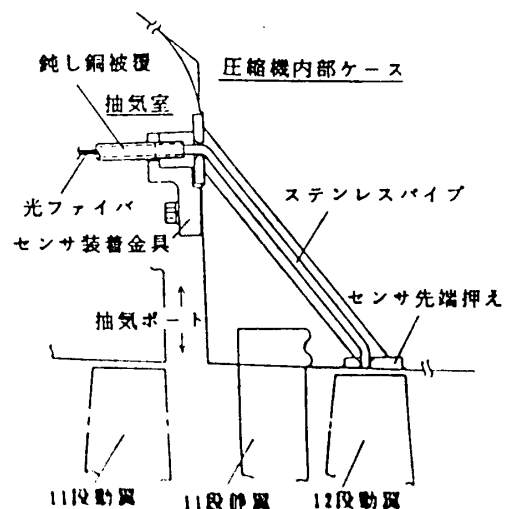 鈍し銅被覆
圧縮機内部ケース
抽気室
光ファイバ
ステンレスパイプ
センサ装着金具
センサ先端押え
抽気ポート
11段動翼
11段静翼
12段動翼